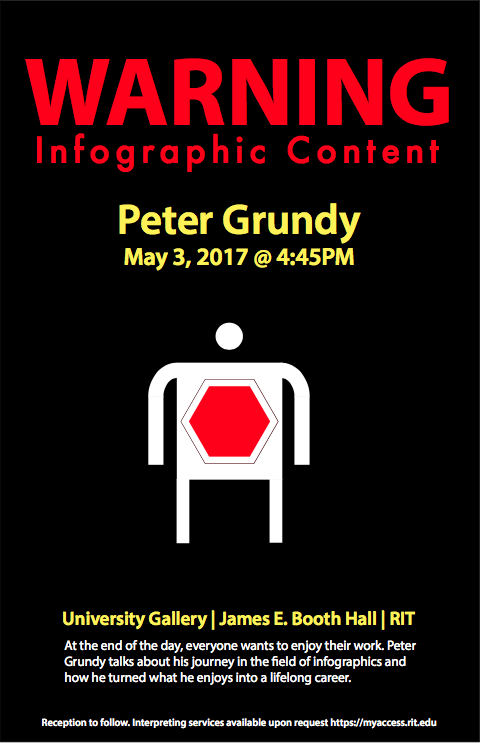 WARNING
Infographic Content
Peter Grundy
May 3, 2017 @ 4:45PM
University Gallery | James E. Booth Hall | RIT
At the end of the day, everyone wants to enjoy their work. Peter
Grundy talks about his journey in the field of infographics and
how he turned what he enjoys into a lifelong career.
Reception to follow. Interpreting services available upon request https://myaccess.rit.edu